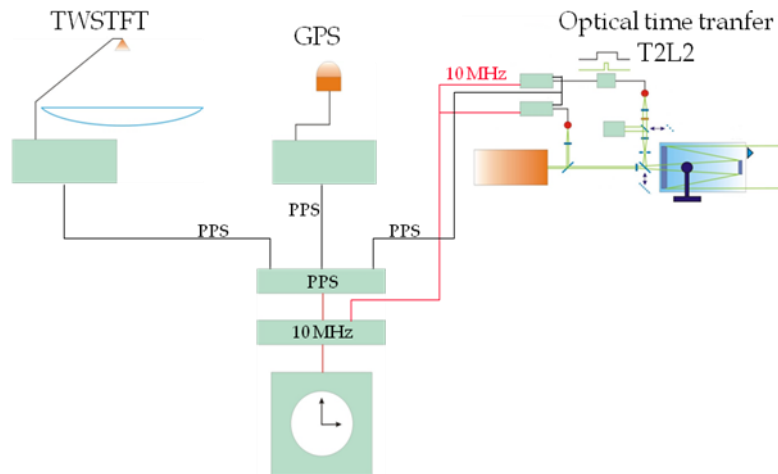 TWSTFT
GPS
Optical time tranfer
T2L2
10 MHz
PPS
PPS
PPS
PPS
10 MHz